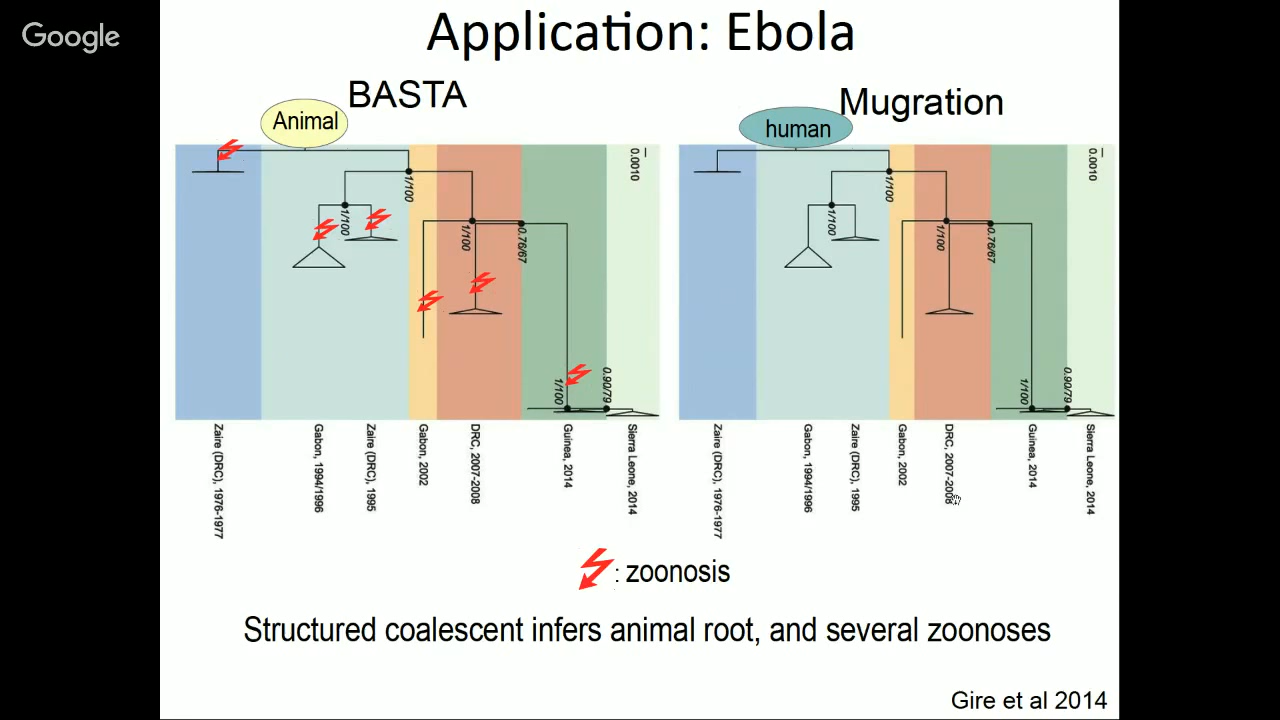 Google
Application: Ebola
BASTA
Animal
0.0010
1/100
1/100
1/100
0.76/67
1/100
0.90/79
Zaire (DRC), 1976-1977
Gabon, 1994/1996
Zaire (DRC), 1995
Gabon, 2002
DRC, 2007-2008
Guinea, 2014
Sierra Leone, 2014
Mugration
human
0.0010
1/100
1/100
1/100
0.76/67
1/100
0.90/79
Zaire (DRC), 1976-1977
Gabon, 1994/1996
Zaire (DRC), 1995
Gabon, 2002
DRC, 2007-2008
Guinea, 2014
Sierra Leone, 2014
: zoonosis
Structured coalescent infers animal root, and several zoonoses
Gire et al 2014